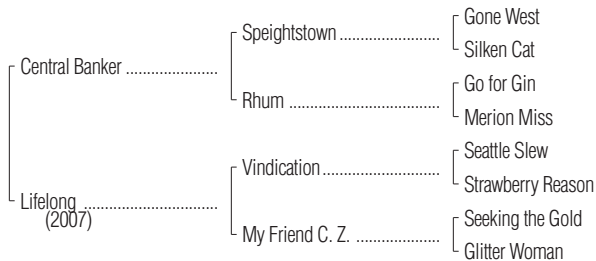 Gone West
Speightstown
Silken Cat
Central Banker
Go for Gin
Rhum
Merion Miss
Seattle Slew
Vindication
Strawberry Reason
Lifelong
(2007)
Seeking the Gold
My Friend C. Z.
Glitter Woman